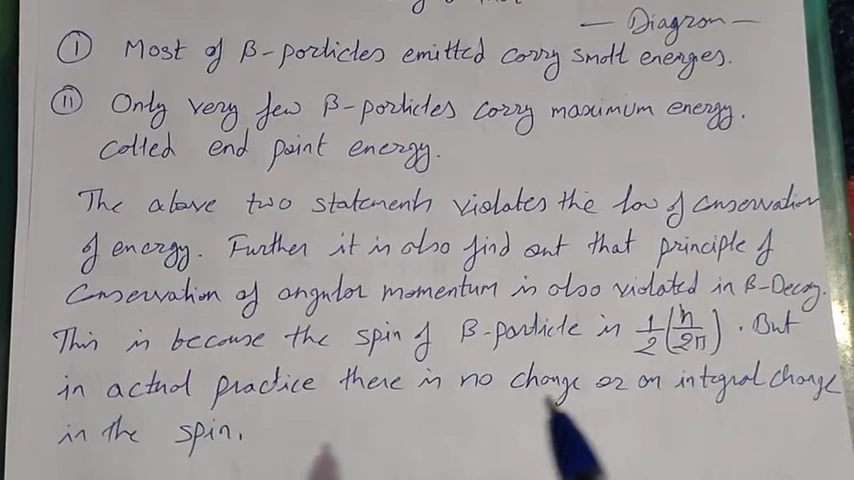 — Diagram —
I Most of β-particles emitted carry small energies.
II Only very few β-particles carry maximum energy.
called end point energy.
The above two statements violates the law of conservation
of energy. Further it is also find out that principle of
Conservation of angular momentum is also violated in β-Decay.
This is because the spin of β-particle is 1/2 (h/2π). But
in actual practice there is no change or an integral change
in the spin.